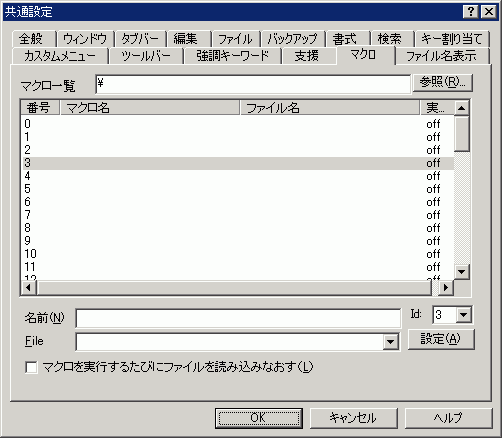 共通設定
全般 ウィンドウ タブバー 編集 ファイル バックアップ 書式 検索 キー割り当て
カスタムメニュー ツールバー 強調キーワード 支援 マクロ ファイル名表示
マクロ一覧 ¥ 参照(R)...
番号 マクロ名 ファイル名 実...
0 off
1 off
2 off
3 off
4 off
5 off
6 off
7 off
8 off
9 off
10 off
11 off
12 off
名前(N) Id: 3
File 設定(A)
マクロを実行するたびにファイルを読み込みなおす(L)
OK キャンセル ヘルプ